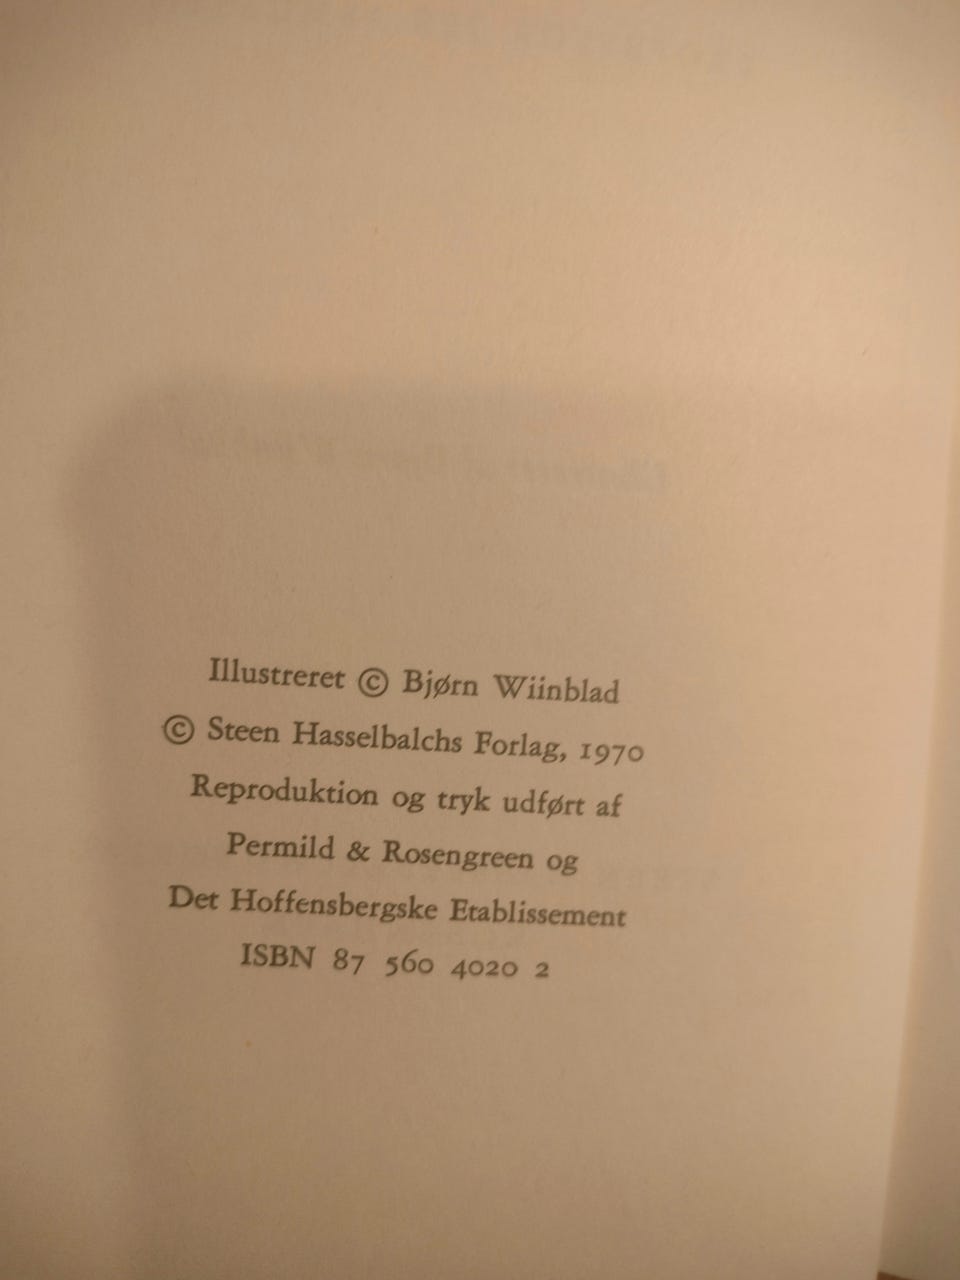 Illustreret © Bjørn Wiinblad
© Steen Hasselbalchs Forlag, 1970
Reproduktion og tryk udført af
Permild & Rosengreen og
Det Hoffensbergske Etablissement
ISBN 87 560 4020 2